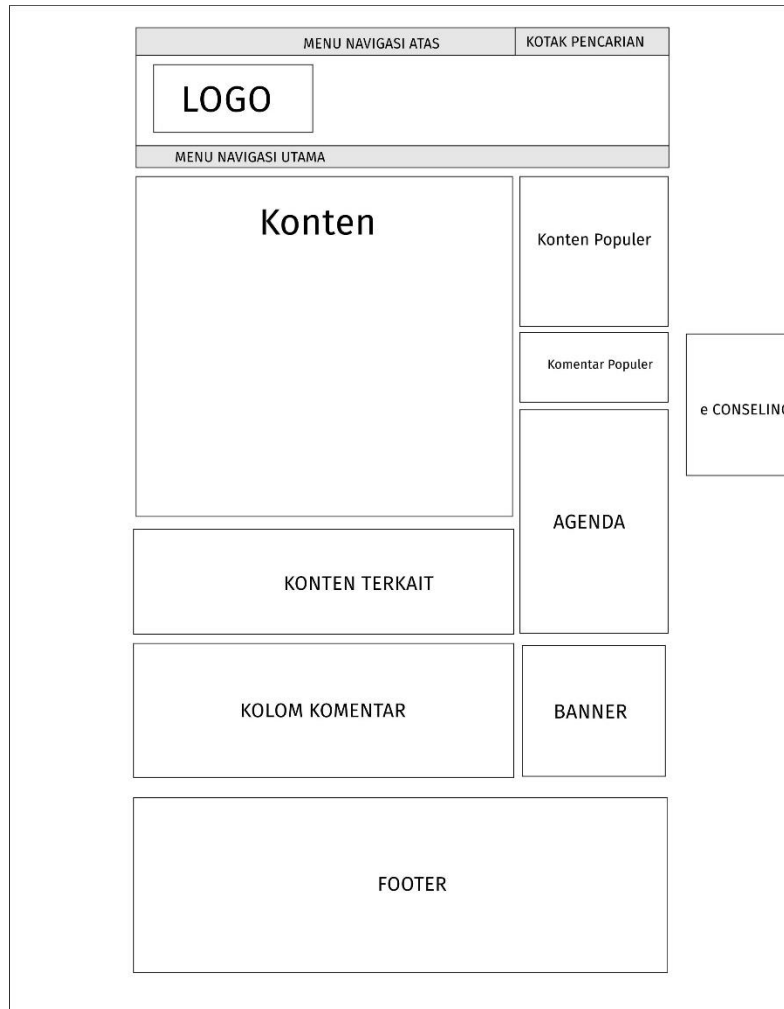 MENU NAVIGASI ATAS
KOTAK PENCARIAN
LOGO
MENU NAVIGASI UTAMA
Konten
Konten Populer
Komentar Populer
e CONSELING
AGENDA
KONTEN TERKAIT
KOLOM KOMENTAR
BANNER
FOOTER